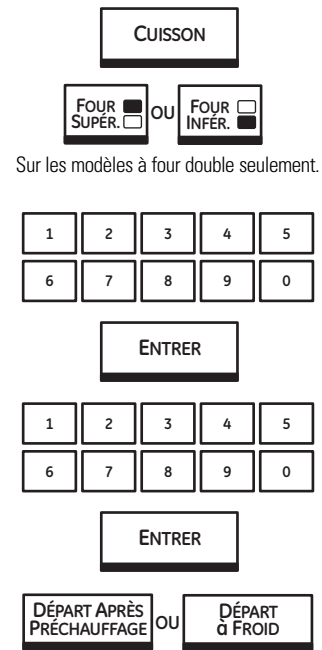 CUISSON
FOUR SUPÉR. OU FOUR INFÉR.
Sur les modèles à four double seulement.
1 2 3 4 5
6 7 8 9 0
ENTRER
1 2 3 4 5
6 7 8 9 0
ENTRER
DÉPART APRÈS PRÉCHAUFFAGE OU DÉPART à FROID